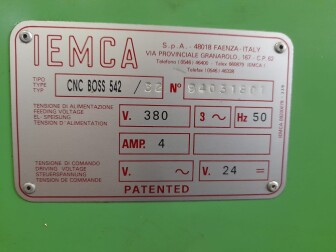 IEMCA
S.p.A. - 48018 FAENZA - ITALY
VIA PROVINCIALE GRANAROLO, 167 - C.P. 82
TIPO
TYPE
TYP
CNC BOSS 542 /32 Nº
TENSIONE DI ALIMENTAZIONE
FEEDING VOLTAGE
EL. SPEISUNG
TENSION D'ALIMENTATION
V. 380 3 ~ Hz 50
AMP. 4
TENSIONE DI COMANDO
DRIVING VOLTAGE
STEUERSPANNUNG
TENSION DE COMMANDE
V. ~ V. 24 =
PATENTED